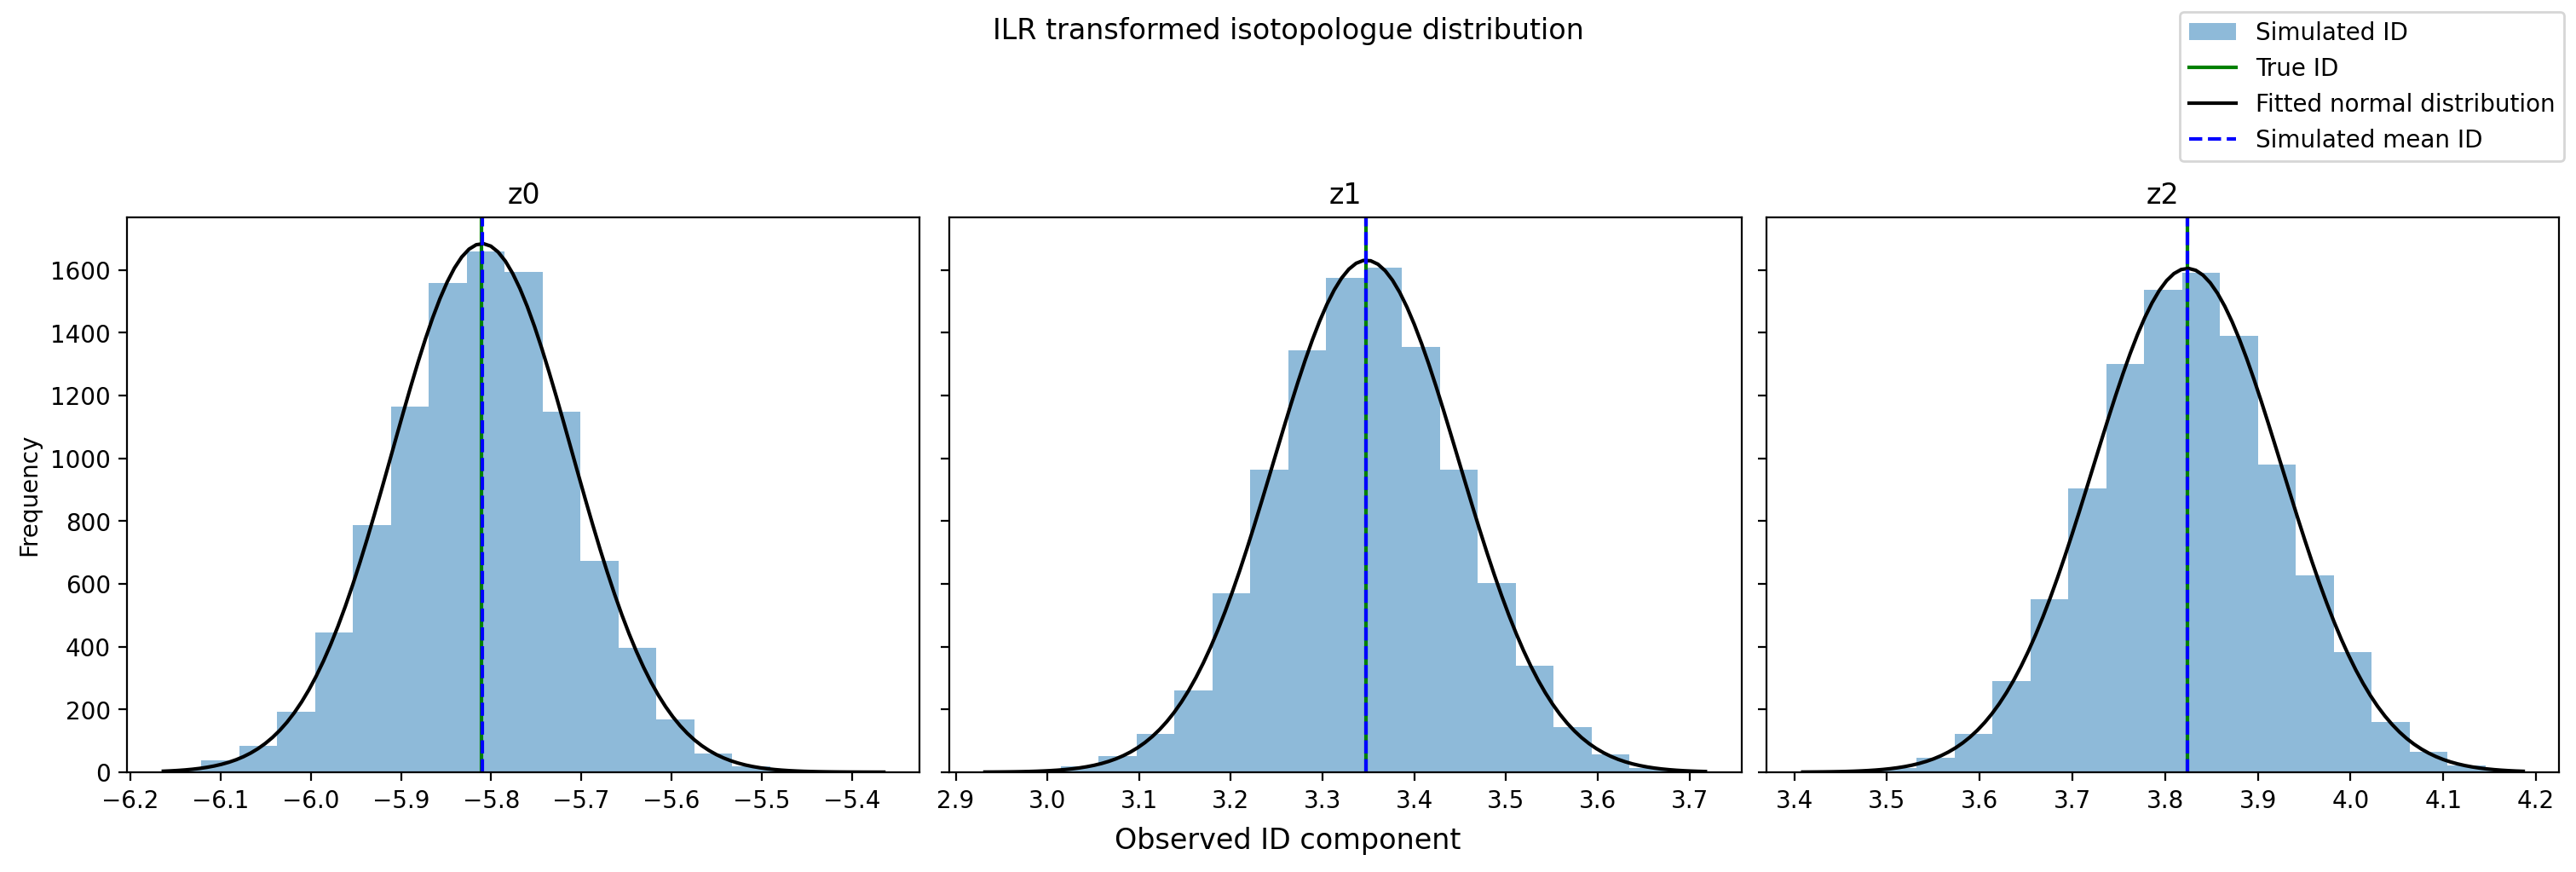 ILR transformed isotopologue distribution
Simulated ID
True ID
Fitted normal distribution
Simulated mean ID
z0
z1
z2
Frequency
1600
1400
1200
1000
800
600
400
200
0
−6.2 −6.1 −6.0 −5.9 −5.8 −5.7 −5.6 −5.5 −5.4
2.9 3.0 3.1 3.2 3.3 3.4 3.5 3.6 3.7
3.4 3.5 3.6 3.7 3.8 3.9 4.0 4.1 4.2
Observed ID component